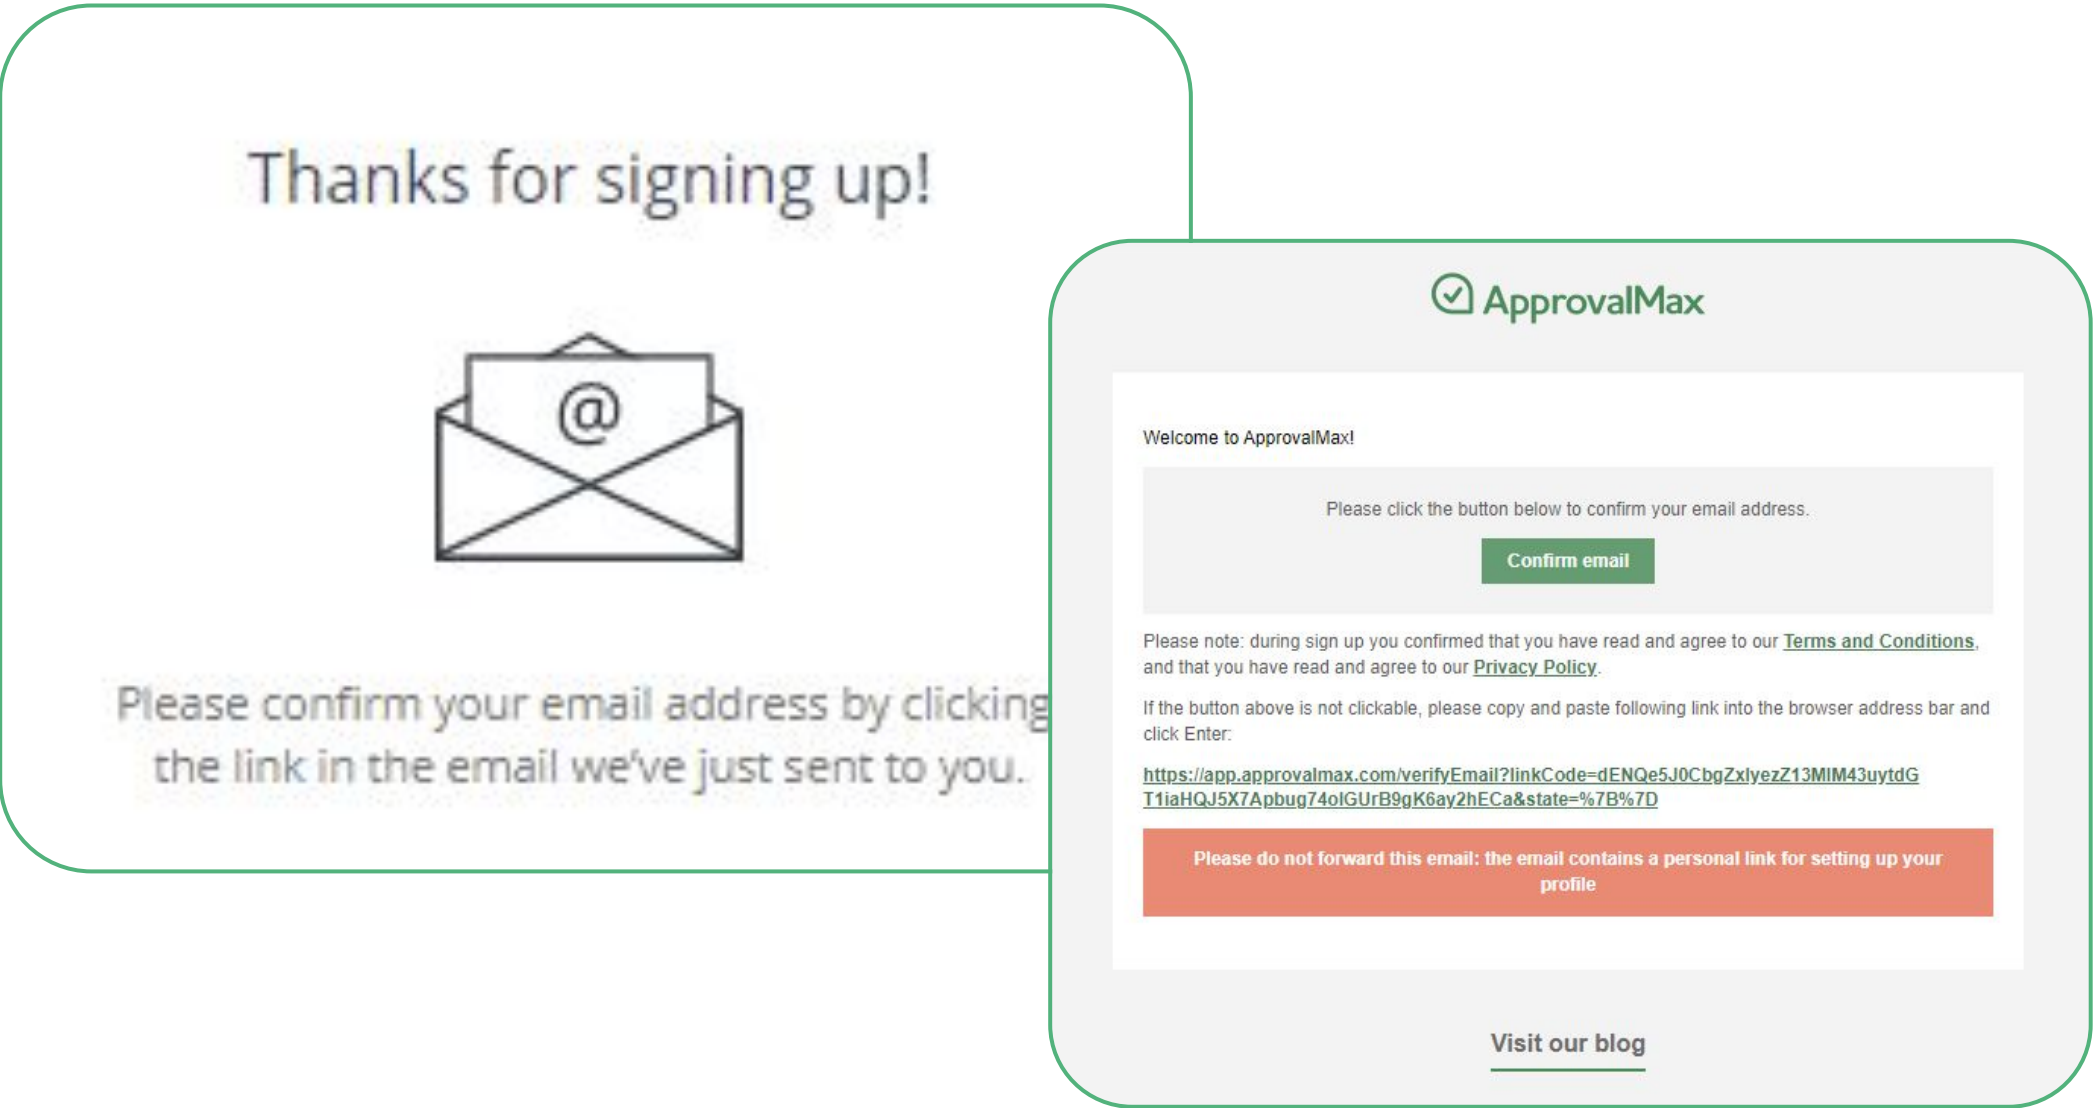 Thanks for signing up!
@
Please confirm your email address by clicking
the link in the email we've just sent to you.
ApprovalMax
Welcome to ApprovalMax!
Please click the button below to confirm your email address.
Confirm email
Please note: during sign up you confirmed that you have read and agree to our Terms and Conditions,
and that you have read and agree to our Privacy Policy.
If the button above is not clickable, please copy and paste following link into the browser address bar and
click Enter:
https://app.approvalmax.com/verifyEmail?linkCode=dENQe5J0CbgZxIyezZ13MIM43uytdG
T1iaHQJ5X7Apbug74olGUrB9gK6ay2hECa&state=%7B%7D
Please do not forward this email: the email contains a personal link for setting up your
profile
Visit our blog